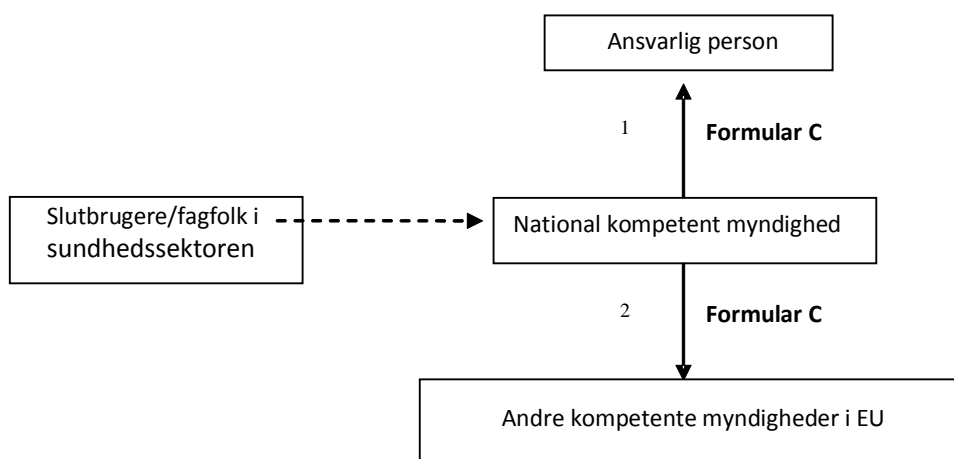 Ansvarlig person
1
Formular C
Slutbrugere/fagfolk i
sundhedssektoren
National kompetent myndighed
2
Formular C
Andre kompetente myndigheder i EU